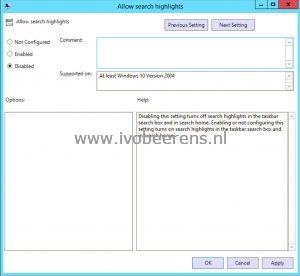 Allow search highlights
Allow search highlights
Previous Setting
Next Setting
Not Configured
Enabled
Disabled
Comment:
Supported on:
At least Windows 10 Version 2004
Options:
Help:
Disabling this setting turns off search highlights in the taskbar
search box and in search home. Enabling or not configuring this
setting turns on search highlights in the taskbar search box and
in search home.
www.ivobeerens.nl
OK
Cancel
Apply